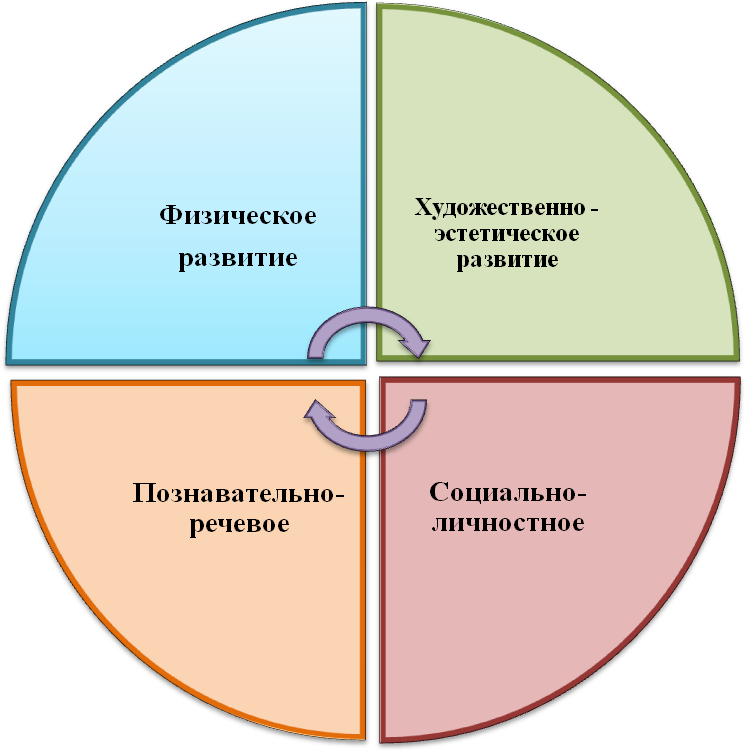 Физическое
развитие
Художественно -
эстетическое
развитие
Познавательно-
речевое
Социально-
личностное